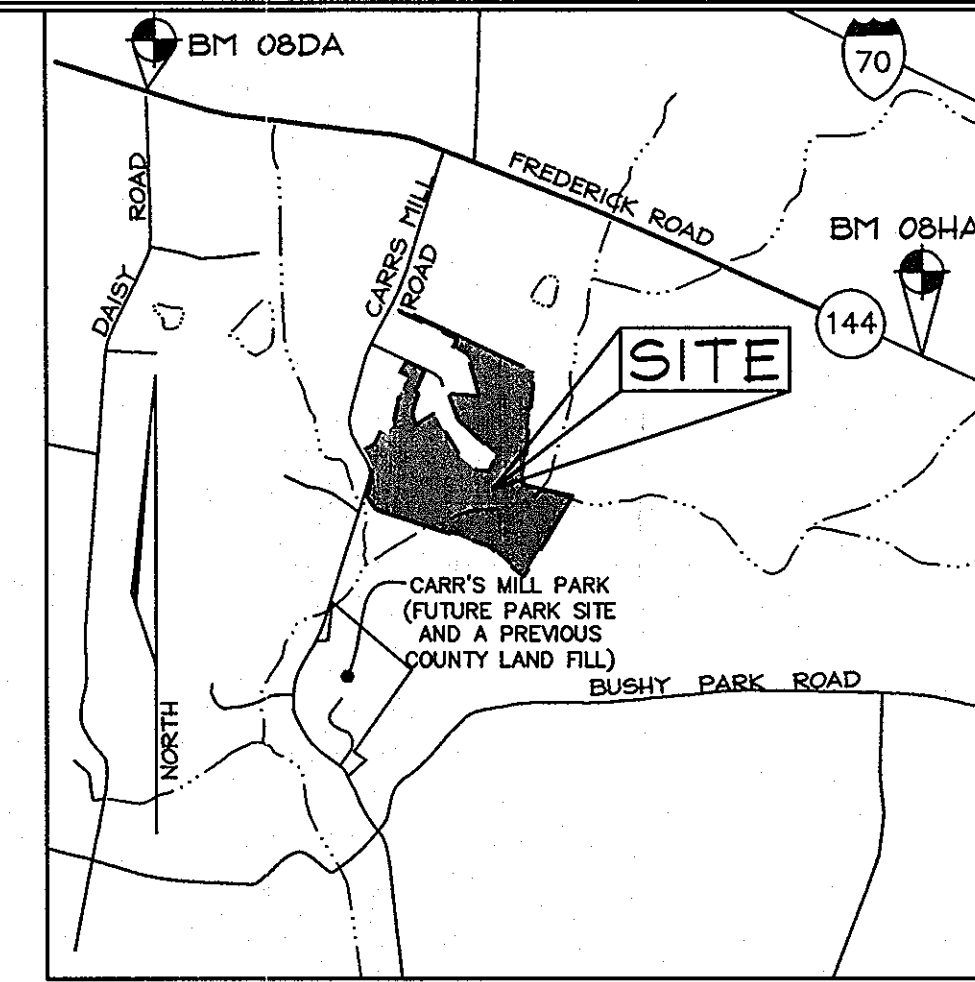 BM 08DA
70
FREDERICK ROAD
DAISY ROAD
CARRS MILL
ROAD
BM 08HA
144
SITE
CARR'S MILL PARK
(FUTURE PARK SITE
AND A PREVIOUS
COUNTY LAND FILL)
BUSHY PARK ROAD
NORTH